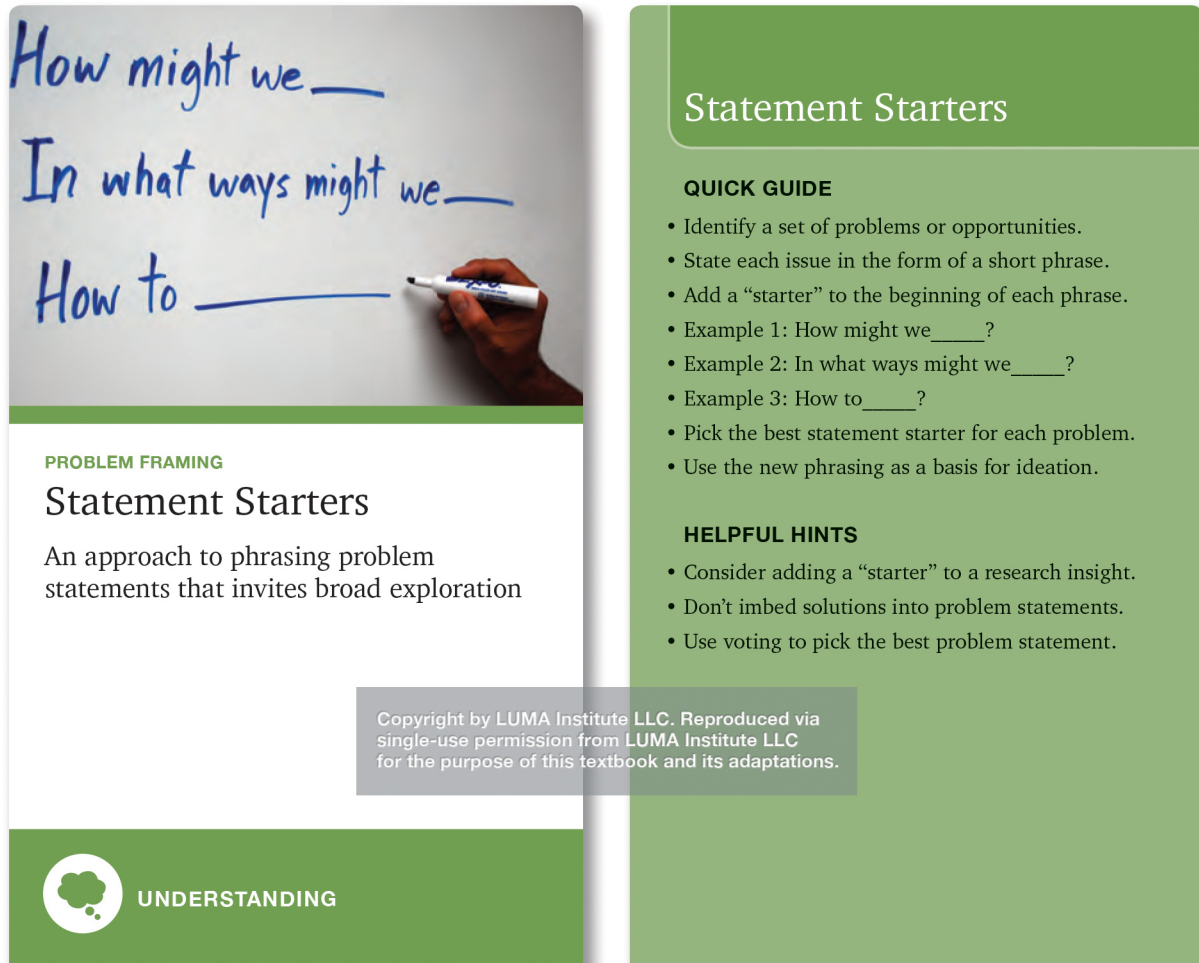 How might we ___
In what ways might we ___
How to ___
PROBLEM FRAMING
Statement Starters
An approach to phrasing problem
statements that invites broad exploration
UNDERSTANDING
Statement Starters
QUICK GUIDE
• Identify a set of problems or opportunities.
• State each issue in the form of a short phrase.
• Add a “starter” to the beginning of each phrase.
• Example 1: How might we_____?
• Example 2: In what ways might we_____?
• Example 3: How to_____?
• Pick the best statement starter for each problem.
• Use the new phrasing as a basis for ideation.
HELPFUL HINTS
• Consider adding a “starter” to a research insight.
• Don’t imbed solutions into problem statements.
• Use voting to pick the best problem statement.
Copyright by LUMA Institute LLC. Reproduced via
single-use permission from LUMA Institute LLC
for the purpose of this textbook and its adaptations.